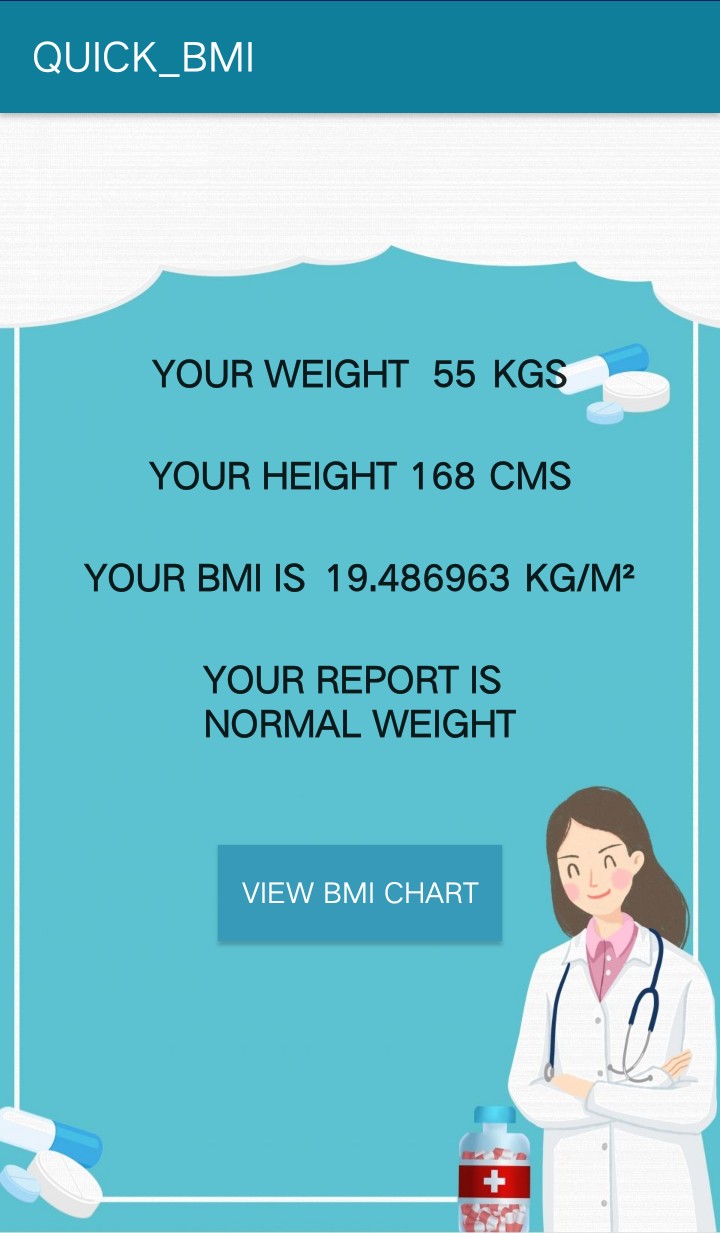 QUICK_BMI
YOUR WEIGHT 55 KGS
YOUR HEIGHT 168 CMS
YOUR BMI IS 19.486963 KG/M²
YOUR REPORT IS
NORMAL WEIGHT
VIEW BMI CHART